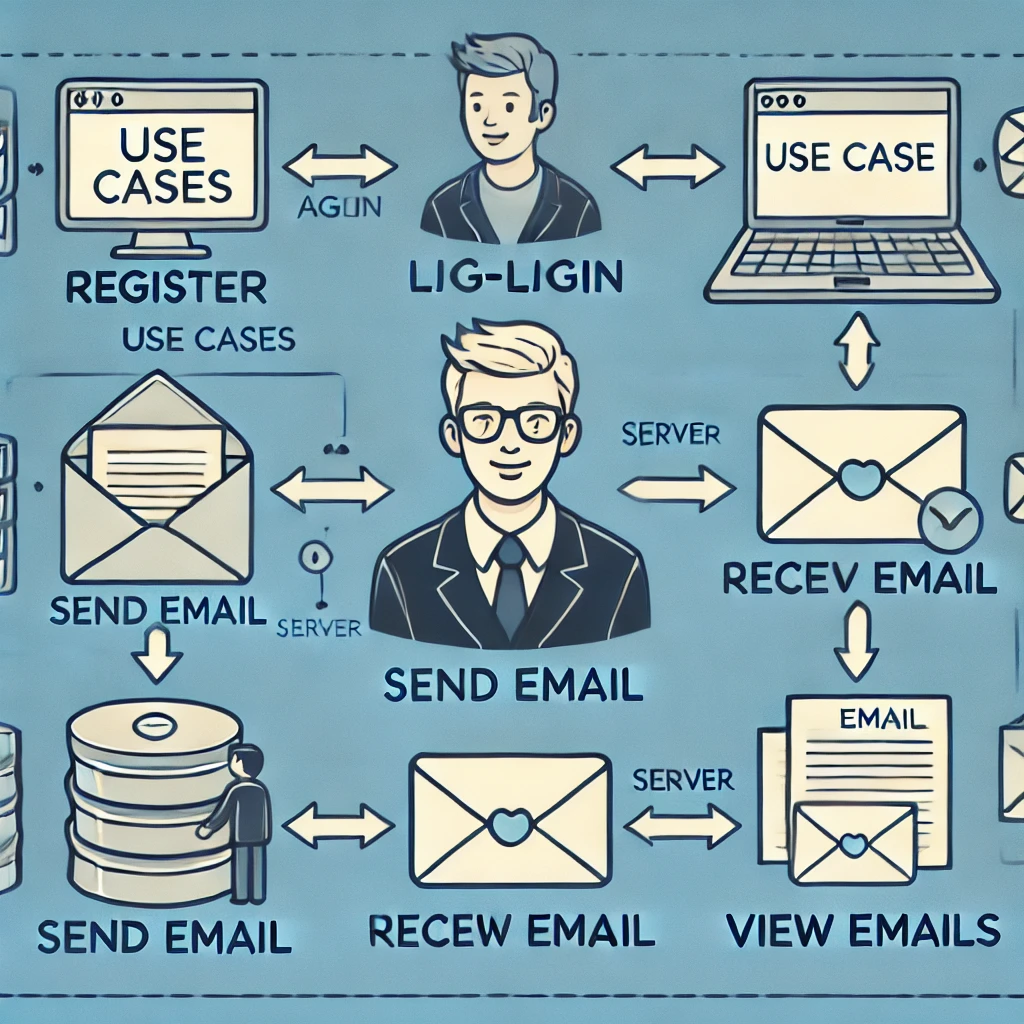 USE
CASES
USE CASE
REGISTER
LIG-LIGIN
USE CASES
SERVER
SEND EMAIL
SERVER
RECEV EMAIL
SEND EMAIL
EMAIL
SERVER
SEND EMAIL
RECEW EMAIL
VIEW EMAILS